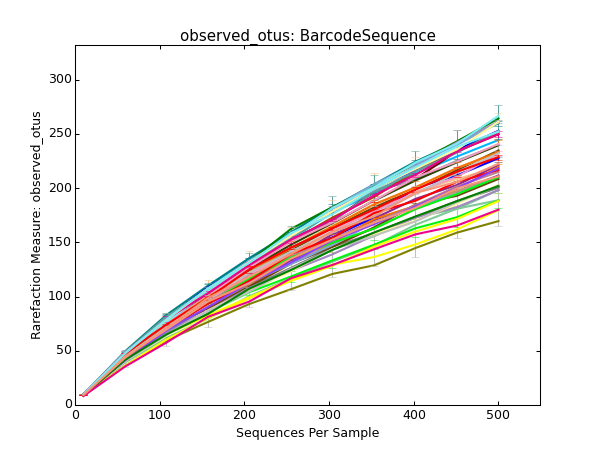 observed_otus: BarcodeSequence
Rarefaction Measure: observed_otus
300
250
200
150
100
50
0
0 100 200 300 400 500
Sequences Per Sample